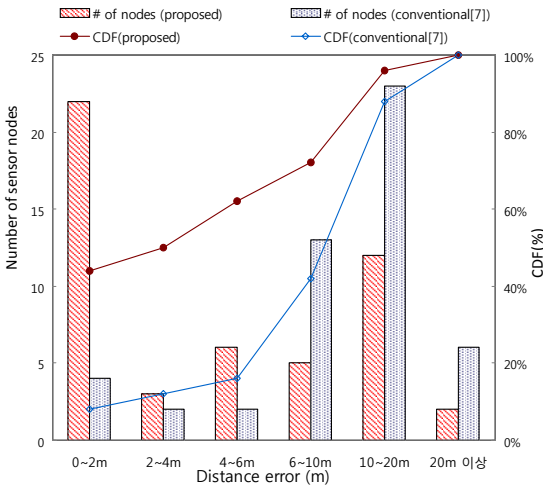 # of nodes (proposed)
# of nodes (conventional[7])
CDF(proposed)
CDF(conventional[7])
25
20
15
10
5
0
Number of sensor nodes
100%
80%
60%
40%
20%
0%
CDF(%)
0~2m
2~4m
4~6m
6~10m
10~20m
20m 이상
Distance error (m)